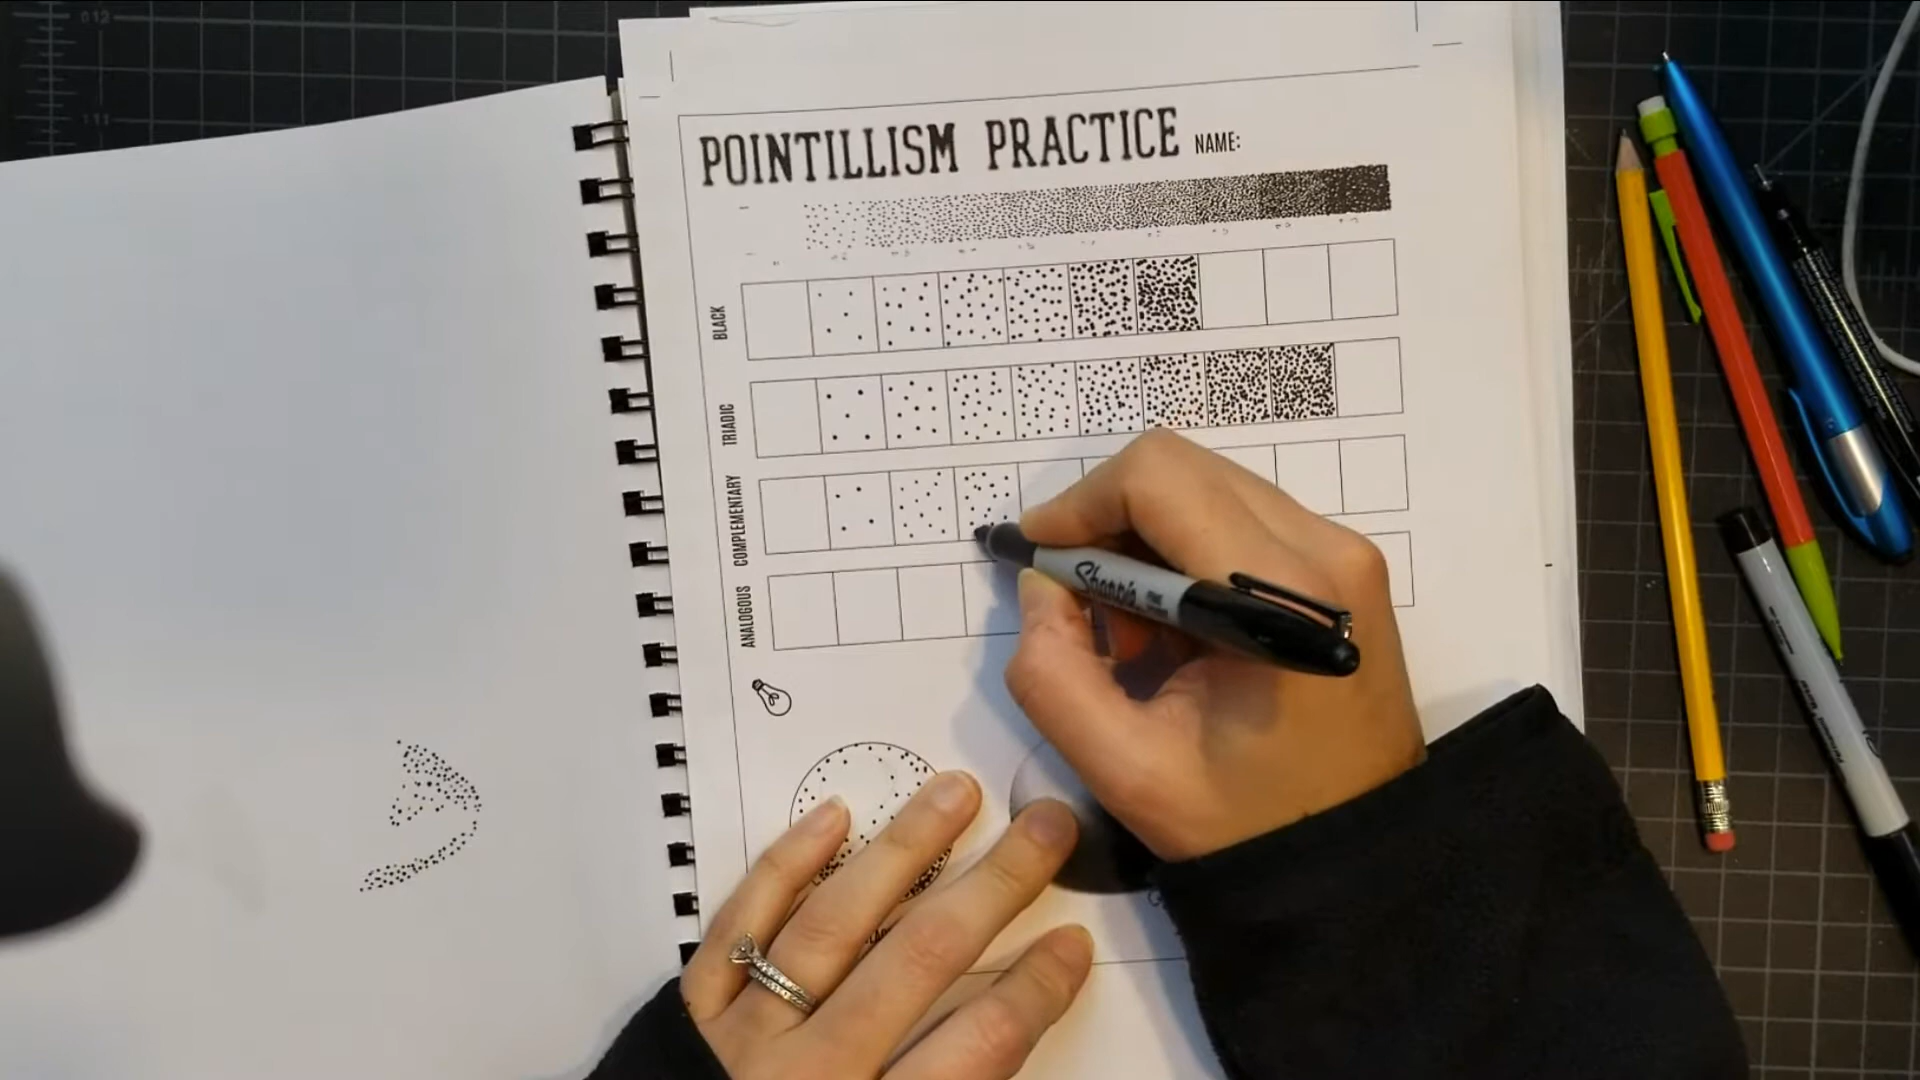 POINTILLISM PRACTICE NAME:
BLACK
TRIADIC
COMPLEMENTARY
ANALOGOUS
Sharpie